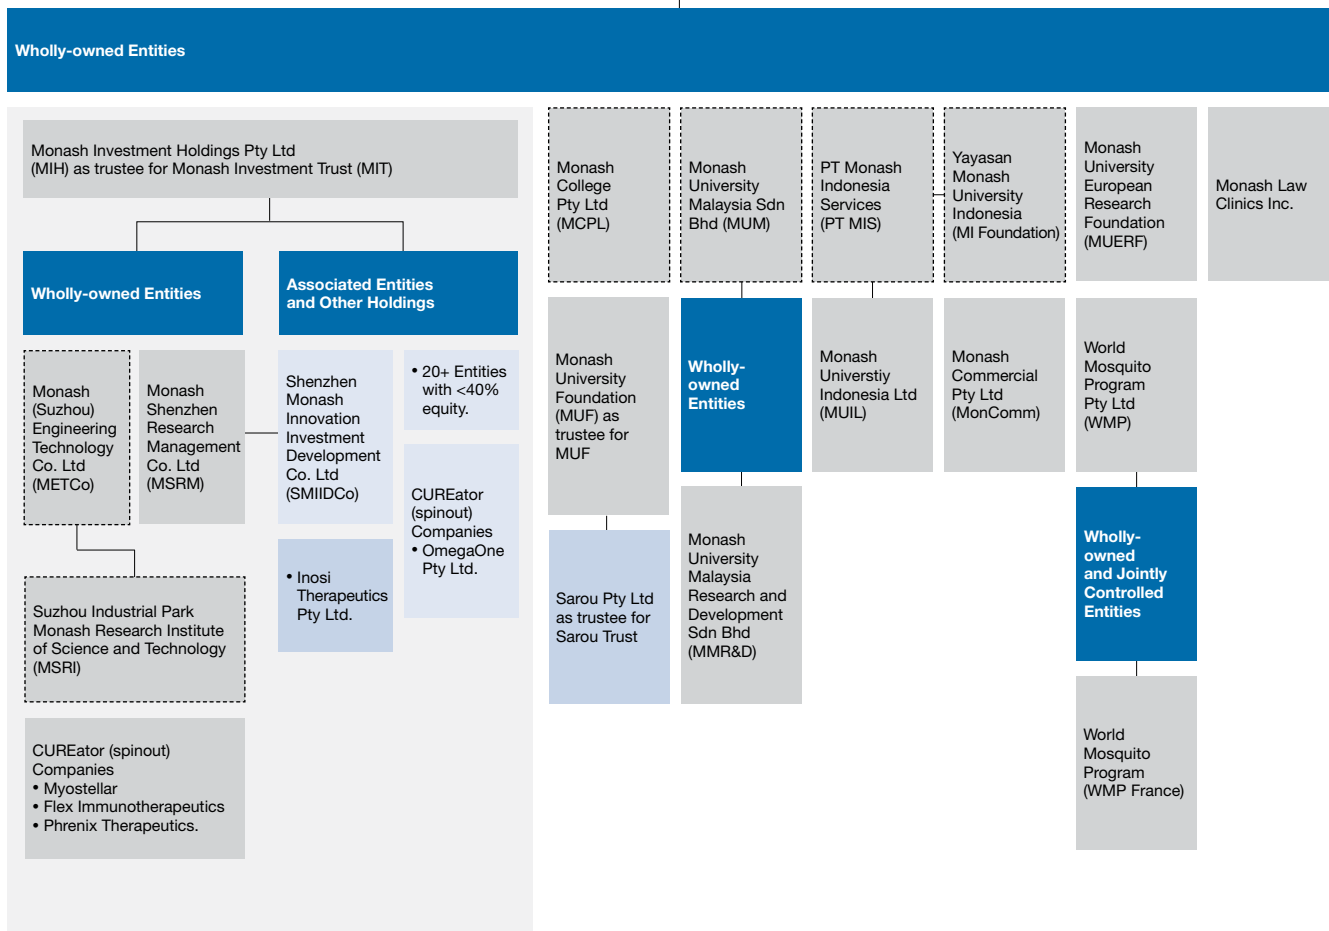 Wholly-owned Entities
Monash Investment Holdings Pty Ltd
(MIH) as trustee for Monash Investment Trust (MIT)
Wholly-owned Entities
Associated Entities
and Other Holdings
Monash
(Suzhou)
Engineering
Technology
Co. Ltd
(METCo)
Monash
Shenzhen
Research
Management
Co. Ltd
(MSRM)
Shenzhen
Monash
Innovation
Investment
Development
Co. Ltd
(SMIIDCo)
• 20+ Entities
with <40%
equity.
CUREator
(spinout)
Companies
• OmegaOne
Pty Ltd.
• Inosi
Therapeutics
Pty Ltd.
Suzhou Industrial Park
Monash Research Institute
of Science and Technology
(MSRI)
CUREator (spinout)
Companies
• Myostellar
• Flex Immunotherapeutics
• Phrenix Therapeutics.
Monash
College
Pty Ltd
(MCPL)
Monash
University
Malaysia Sdn
Bhd (MUM)
PT Monash
Indonesia
Services
(PT MIS)
Yayasan
Monash
University
Indonesia
(MI Foundation)
Monash
University
European
Research
Foundation
(MUERF)
Monash Law
Clinics Inc.
Monash
University
Foundation
(MUF) as
trustee for
MUF
Wholly-
owned
Entities
Monash
Universtiy
Indonesia Ltd
(MUIL)
Monash
Commercial
Pty Ltd
(MonComm)
World
Mosquito
Program
Pty Ltd
(WMP)
Sarou Pty Ltd
as trustee for
Sarou Trust
Monash
University
Malaysia
Research and
Development
Sdn Bhd
(MMR&D)
Wholly-
owned
and Jointly
Controlled
Entities
World
Mosquito
Program
(WMP France)